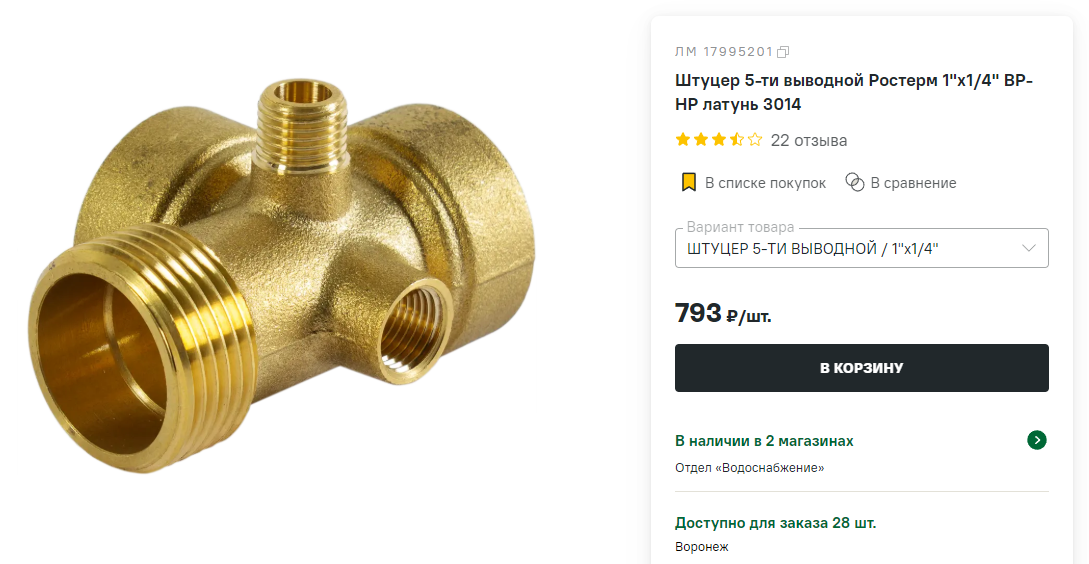 ЛМ 17995201
Штуцер 5-ти выводной Ростерм 1"х1/4" ВР-
НР латунь 3014
22 отзыва
В списке покупок
В сравнение
Вариант товара
ШТУЦЕР 5-ТИ ВЫВОДНОЙ / 1"х1/4"
793 ₽/шт.
В КОРЗИНУ
В наличии в 2 магазинах
Отдел «Водоснабжение»
Доступно для заказа 28 шт.
Воронеж